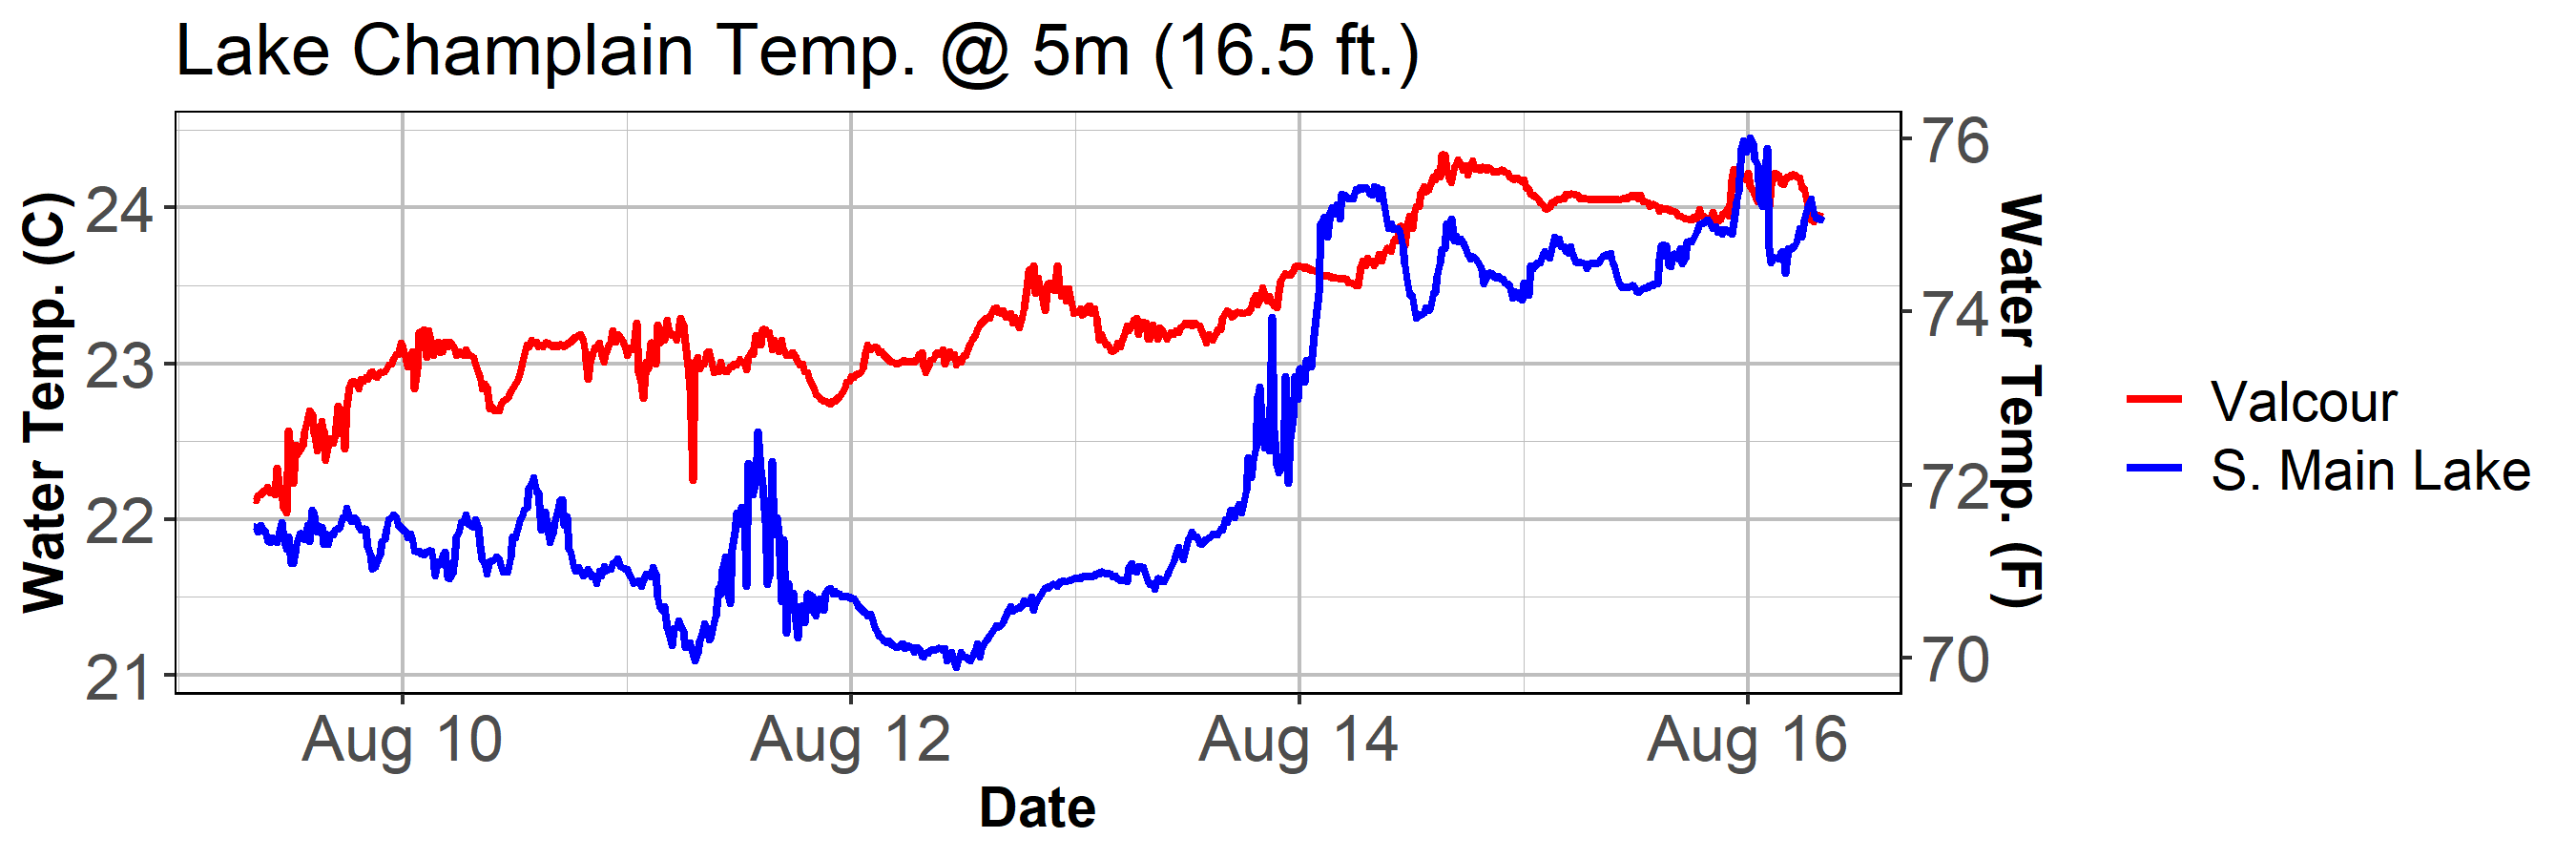 Lake Champlain Temp. @ 5m (16.5 ft.)
Water Temp. (C)
24
23
22
21
76
74
72
70
Water Temp. (F)
Aug 10 Aug 12 Aug 14 Aug 16
Date
Valcour
S. Main Lake